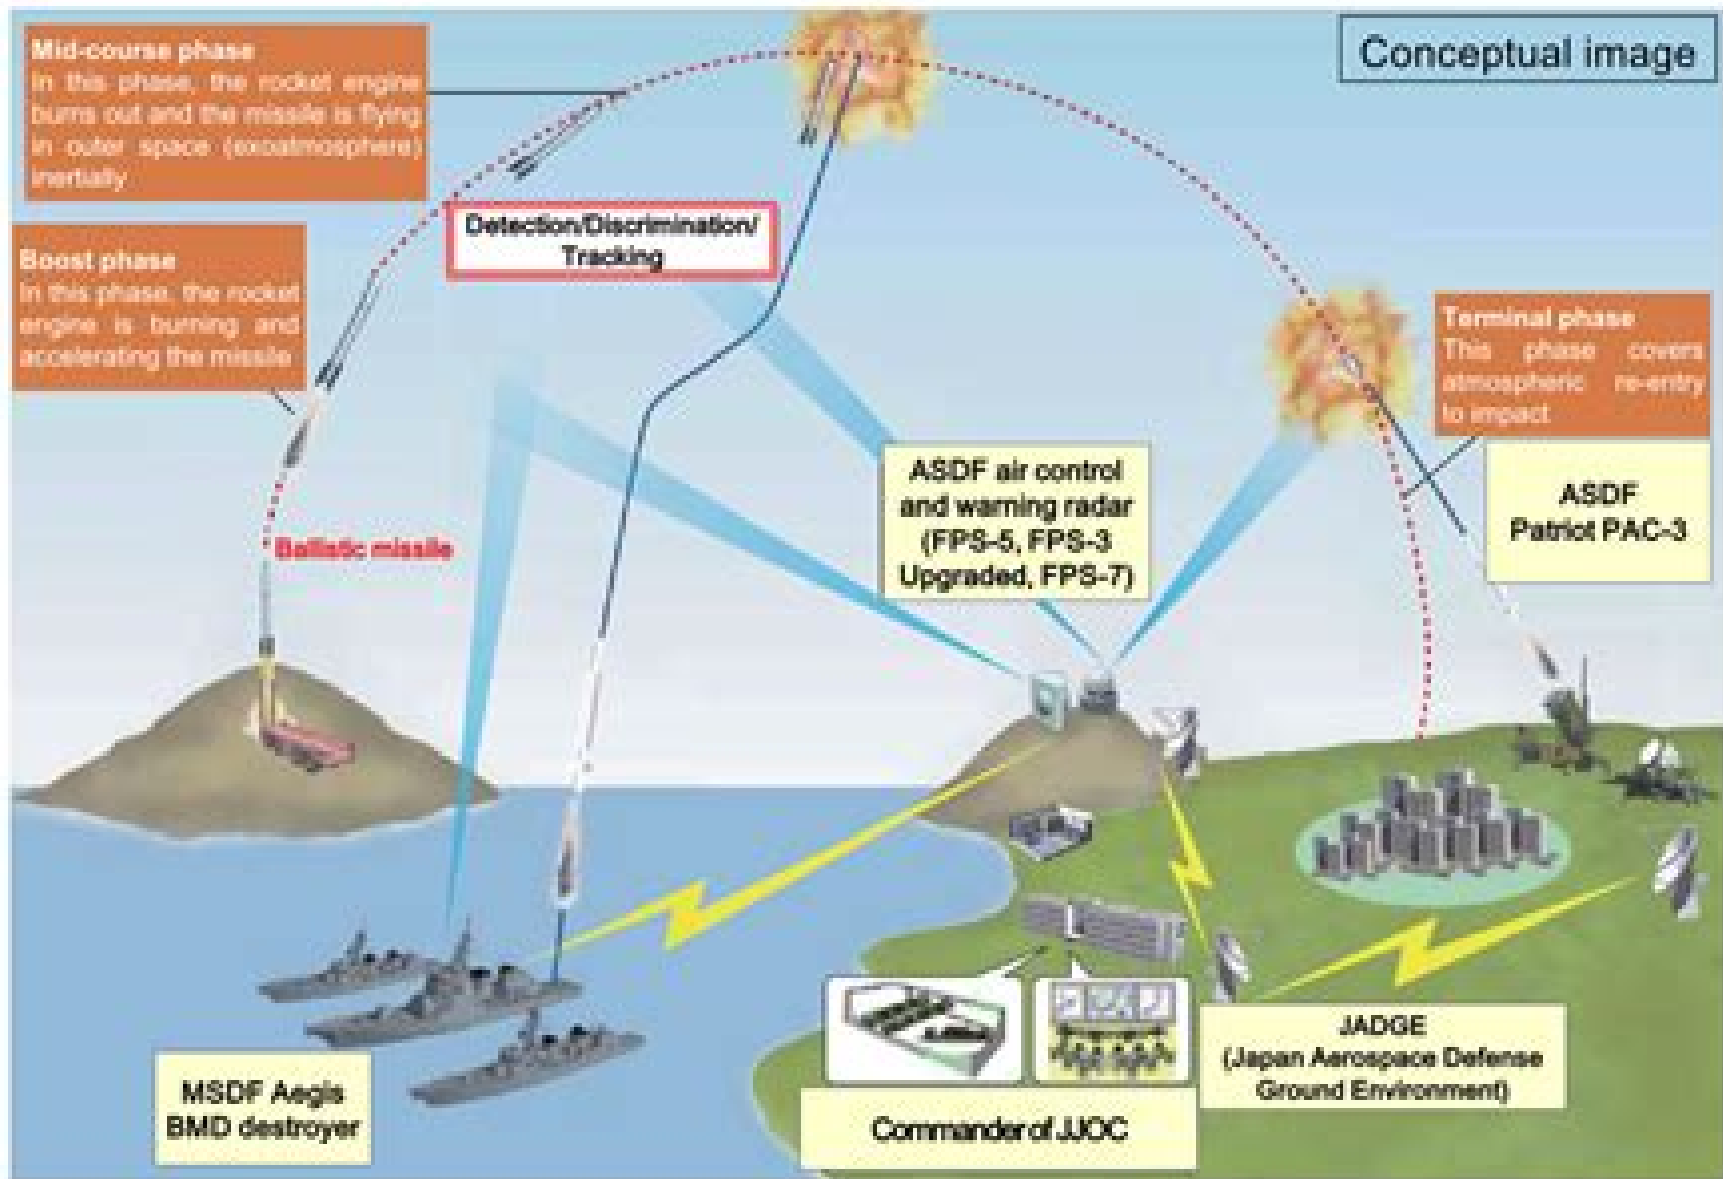 Conceptual image
Mid-course phase
In this phase, the rocket engine
burns out and the missile is flying
in outer space (exoatmosphere)
inertially
Detection/Discrimination/
Tracking
Boost phase
In this phase, the rocket
engine is burning and
accelerating the missile
Terminal phase
This phase covers
atmospheric re-entry
to impact
ASDF air control
and warning radar
(FPS-5, FPS-3
Upgraded, FPS-7)
ASDF
Patriot PAC-3
Ballistic missile
MSDF Aegis
BMD destroyer
Commander of JJOC
JADGE
(Japan Aerospace Defense
Ground Environment)